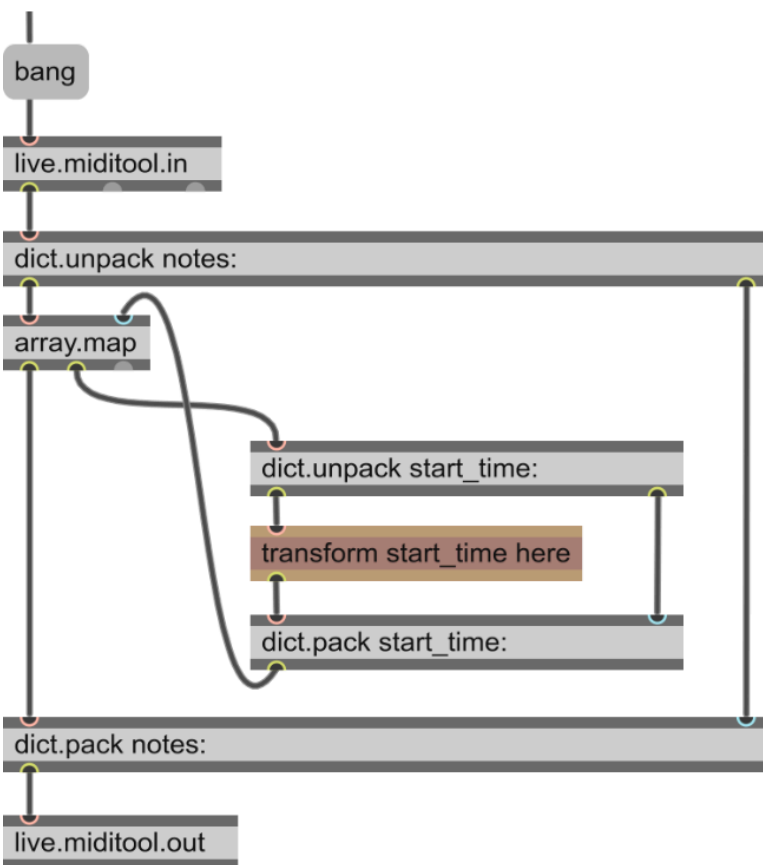 bang
live.miditool.in
dict.unpack notes:
array.map
dict.unpack start_time:
transform start_time here
dict.pack start_time:
dict.pack notes:
live.miditool.out